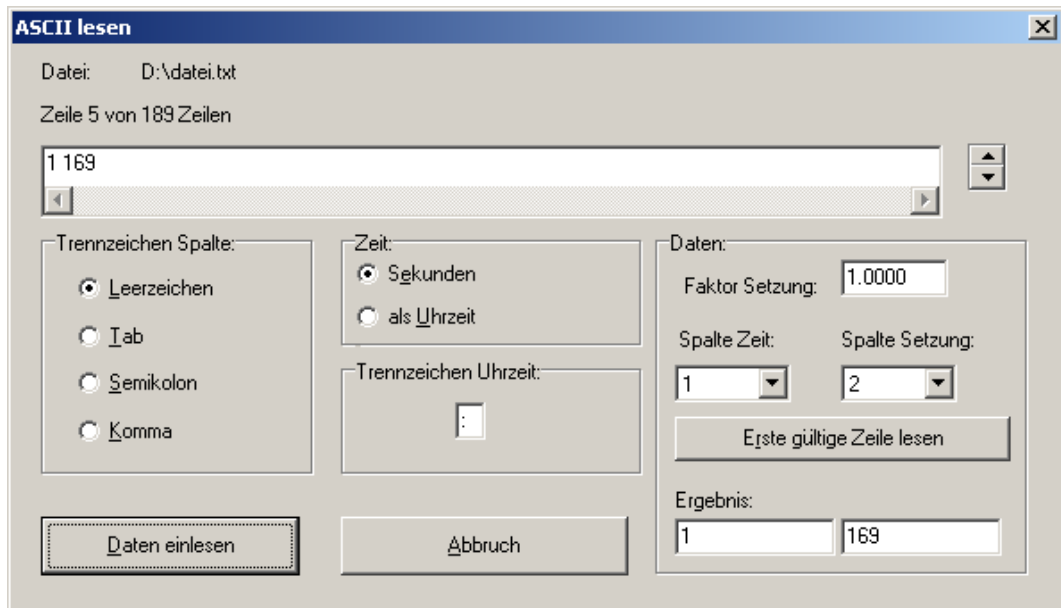 ASCII lesen
Datei: D:\datei.txt
Zeile 5 von 189 Zeilen
1 169
Trennzeichen Spalte:
Leerzeichen
Tab
Semikolon
Komma
Zeit:
Sekunden
als Uhrzeit
Trennzeichen Uhrzeit:
:
Daten:
Faktor Setzung: 1.0000
Spalte Zeit: Spalte Setzung:
1 2
Erste gültige Zeile lesen
Ergebnis:
1 169
Daten einlesen
Abbruch